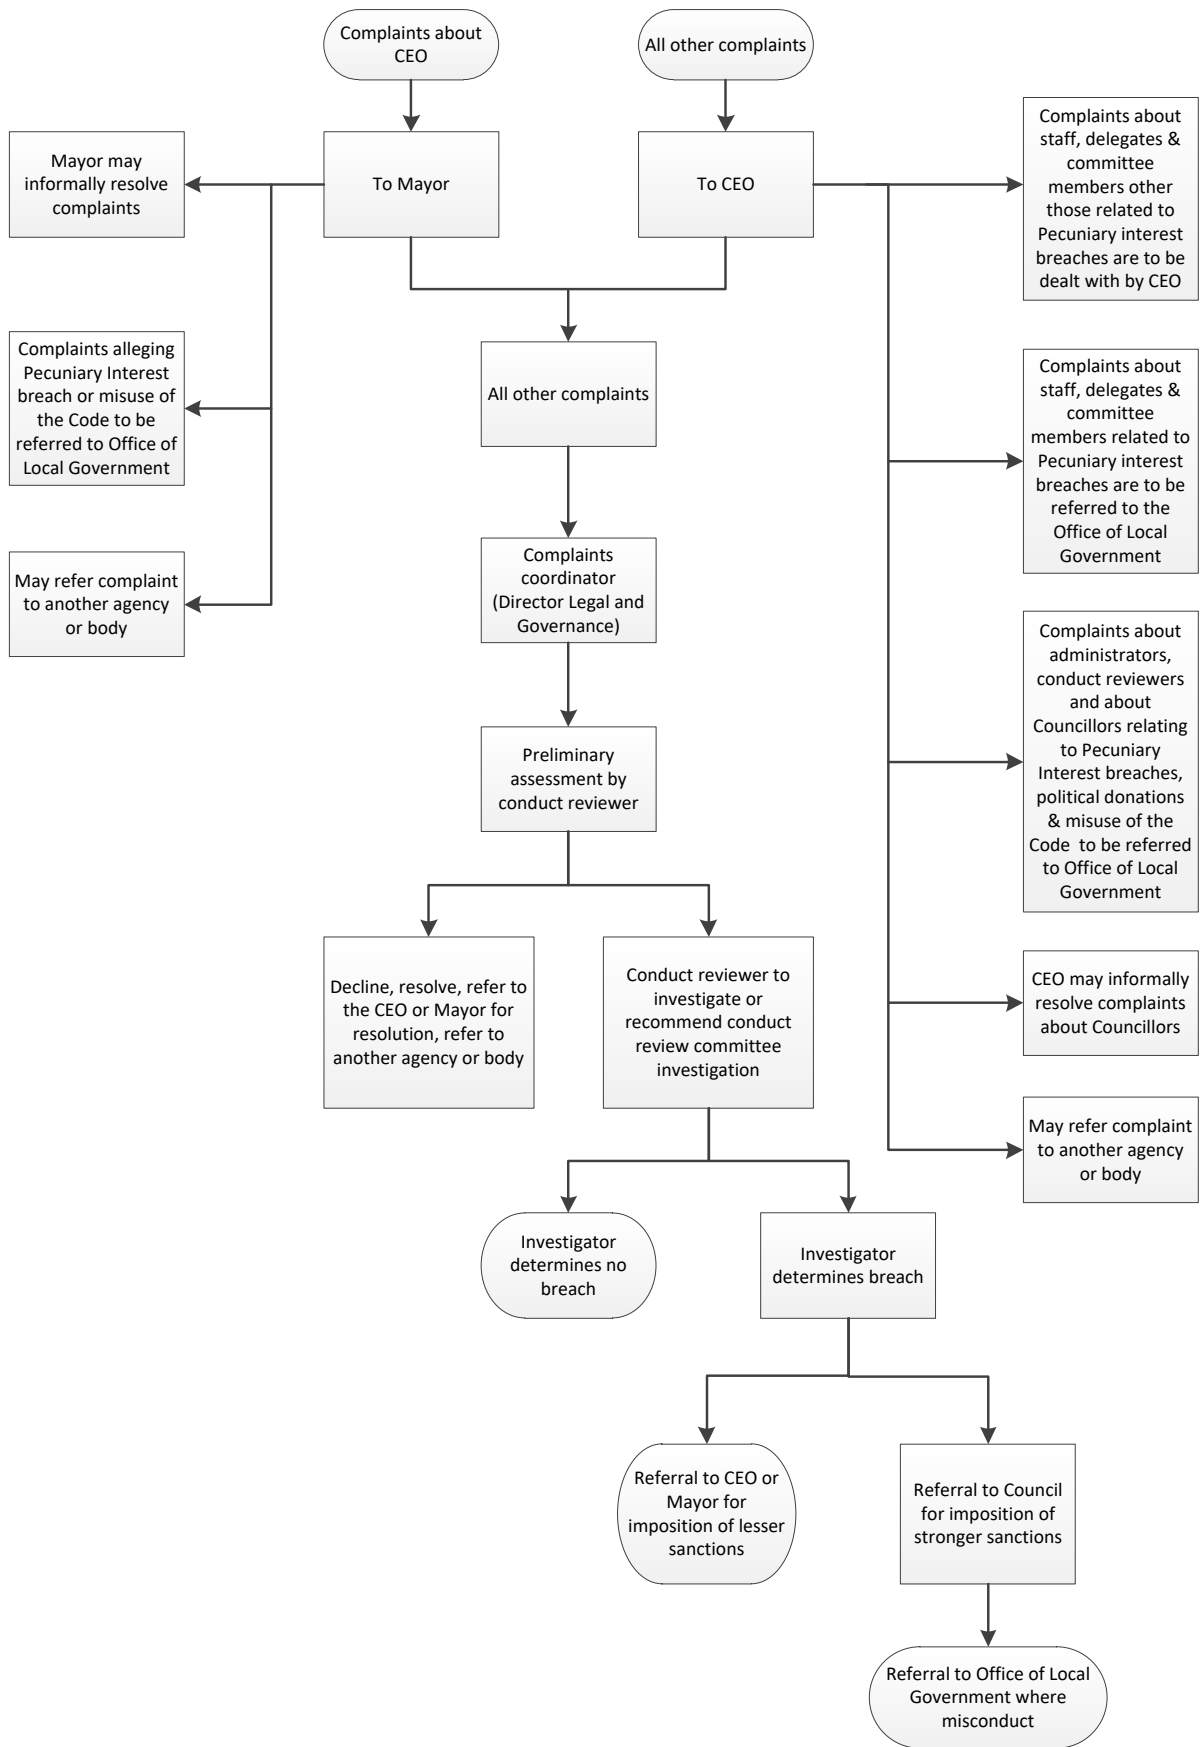 Complaints about
CEO
All other complaints
To Mayor
To CEO
Mayor may
informally resolve
complaints
Complaints about
staff, delegates &
committee
members other
those related to
Pecuniary interest
breaches are to be
dealt with by CEO
Complaints alleging
Pecuniary Interest
breach or misuse of
the Code to be
referred to Office of
Local Government
All other complaints
Complaints about
staff, delegates &
committee
members related to
Pecuniary interest
breaches are to be
referred to the
Office of Local
Government
May refer complaint
to another agency
or body
Complaints
coordinator
(Director Legal and
Governance)
Complaints about
administrators,
conduct reviewers
and about
Councillors relating
to Pecuniary
Interest breaches,
political donations
& misuse of the
Code to be referred
to Office of Local
Government
Preliminary
assessment by
conduct reviewer
Decline, resolve, refer to
the CEO or Mayor for
resolution, refer to
another agency or body
Conduct reviewer to
investigate or
recommend conduct
review committee
investigation
CEO may informally
resolve complaints
about Councillors
May refer complaint
to another agency
or body
Investigator
determines no
breach
Investigator
determines breach
Referral to CEO or
Mayor for
imposition of lesser
sanctions
Referral to Council
for imposition of
stronger sanctions
Referral to Office of Local
Government where
misconduct